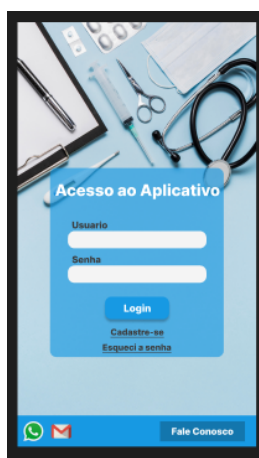 Acesso ao Aplicativo
Usuario
Senha
Login
Cadastre-se
Esqueci a senha
Fale Conosco